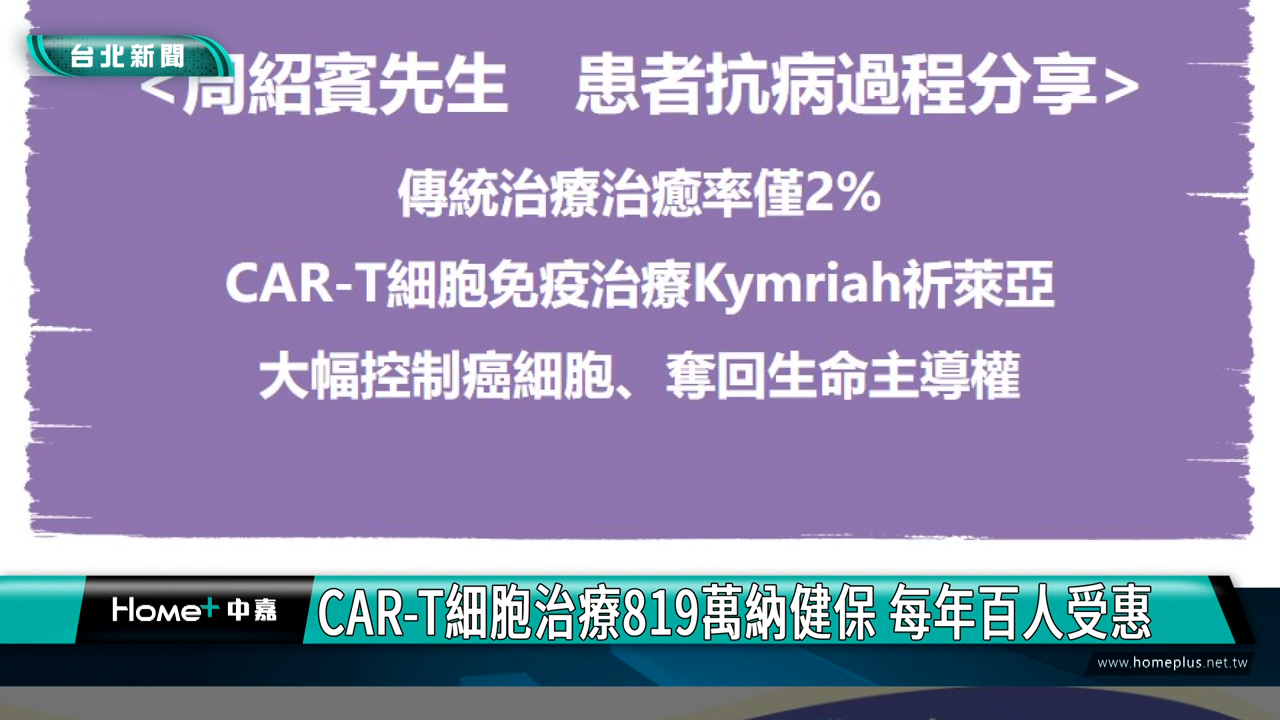 台北新聞
<周紹賓先生 患者抗病過程分享>
傳統治療治癒率僅2%
CAR-T細胞免疫治療Kymriah祈萊亞
大幅控制癌細胞、奪回生命主導權
Home+中嘉
CAR-T細胞治療819萬納健保 每年百人受惠
www.homeplus.net.tw